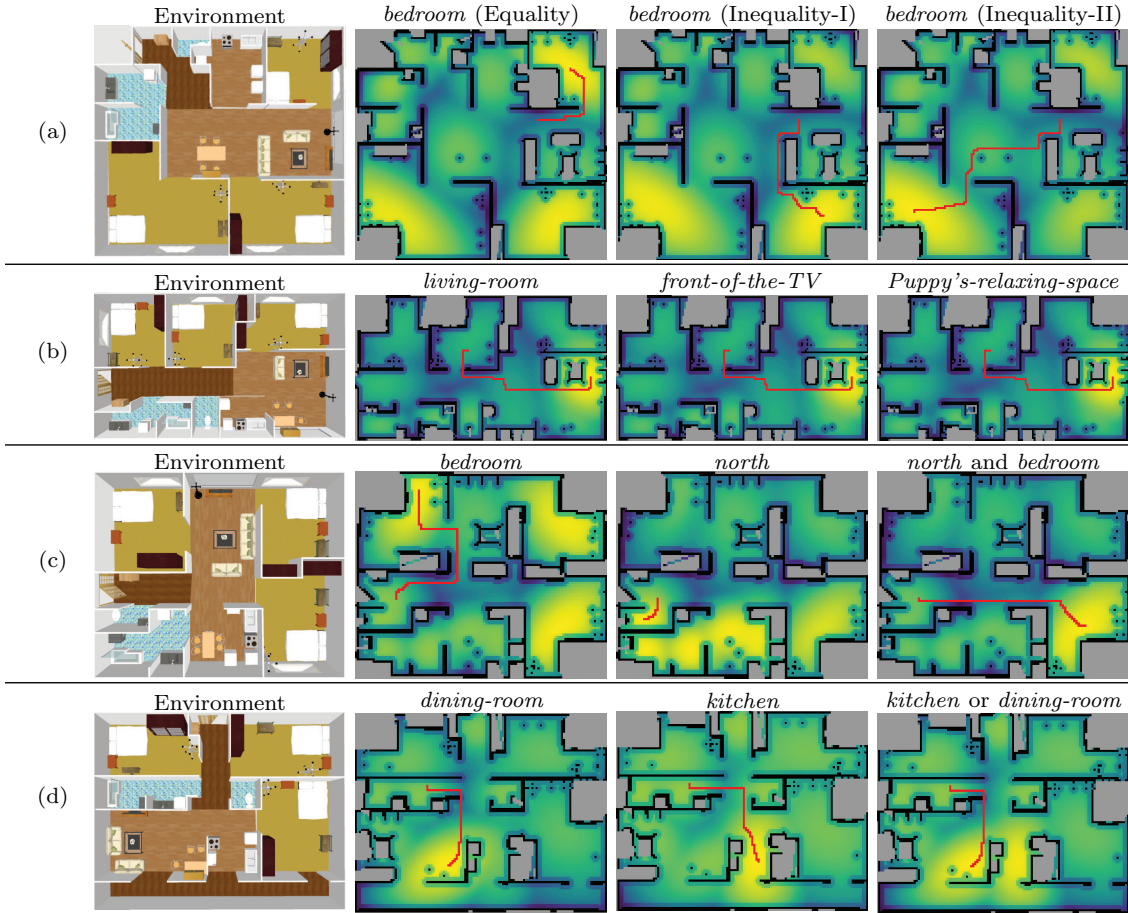 Environment bedroom (Equality) bedroom (Inequality-I) bedroom (Inequality-II)
(a)
Environment living-room front-of-the-TV Puppy's-relaxing-space
(b)
Environment bedroom north north and bedroom
(c)
Environment dining-room kitchen kitchen or dining-room
(d)